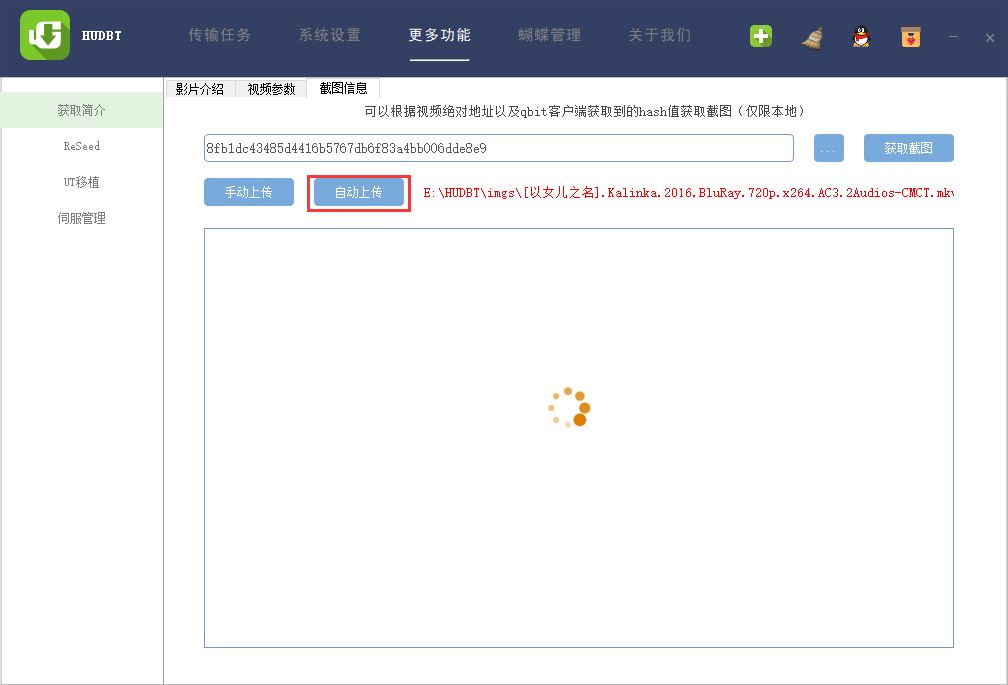 HUDBT
传输任务 系统设置 更多功能 蝴蝶管理 关于我们
获取简介
ReSeed
UT移植
伺服管理
影片介绍 视频参数 截图信息
可以根据视频绝对地址以及qbit客户端获取到的hash值获取截图（仅限本地）
8fb1dc43485d4416b5767db6f83a4bb006dde8e9 ... 获取截图
手动上传 自动上传 E:\HUDBT\imgs\[以女儿之名].Kalinka.2016.BluRay.720p.x264.AC3.2Audios-CMCT.mkv